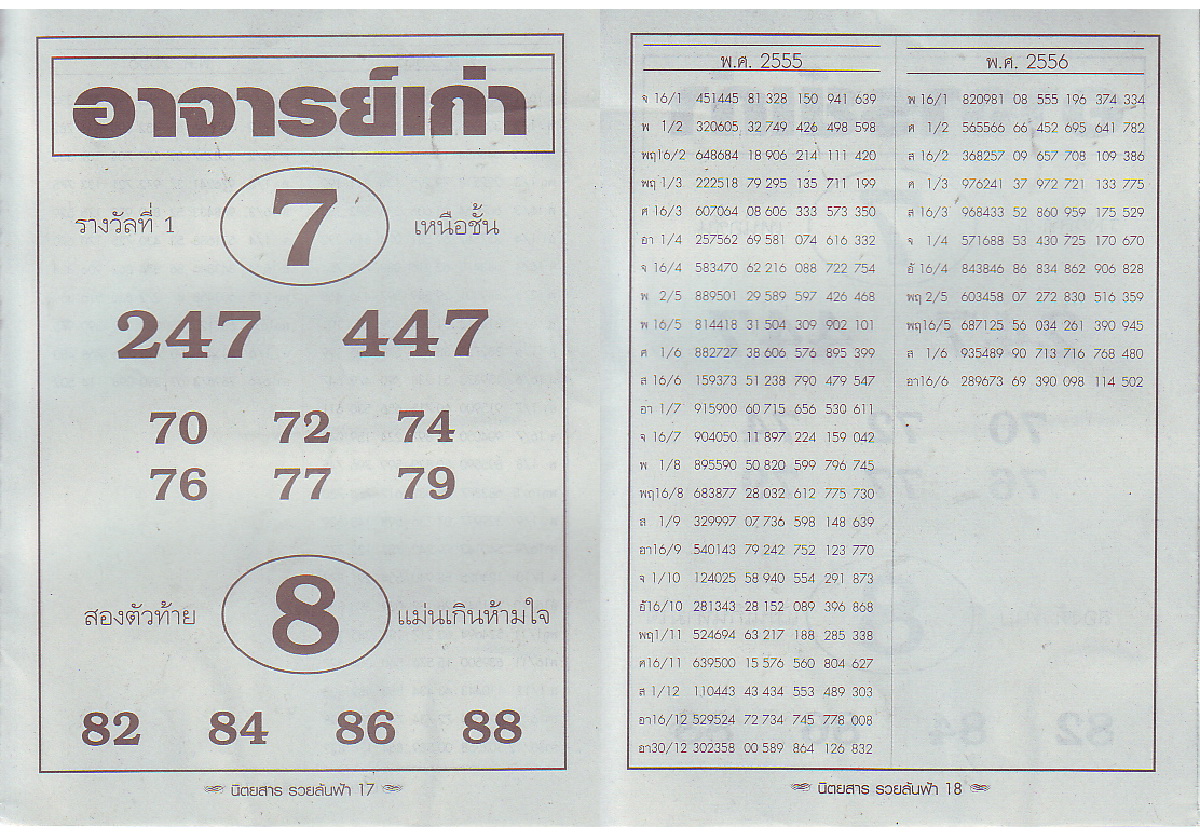 อาจารย์เก่า
รางวัลที่ 1 7 เหนือชั้น
247 447
70 72 74
76 77 79
สองตัวท้าย 8 แม่นเกินห้ามใจ
82 84 86 88
นิตยสาร รวยล้นฟ้า 17
พ.ศ. 2555
จ 16/1 451445 81 328 150 941 639
พ 1/2 320605 32 749 426 498 598
พฤ16/2 648684 18 906 214 111 420
พฤ 1/3 222518 79 295 135 711 199
ศ 16/3 607064 08 606 333 573 350
อา 1/4 257562 69 581 074 616 332
จ 16/4 583470 62 216 088 722 754
พ 2/5 889501 29 589 597 426 468
พ 16/5 814418 31 504 309 902 101
ศ 1/6 882727 38 606 576 895 399
ส 16/6 159373 51 238 790 479 547
อา 1/7 915900 60 715 656 530 611
จ 16/7 904050 11 897 224 159 042
พ 1/8 895590 50 820 599 796 745
พฤ16/8 683877 28 032 612 775 730
ส 1/9 329997 07 736 598 148 639
อา16/9 540143 79 242 752 123 770
จ 1/10 124025 58 940 554 291 873
อ้16/10 281343 28 152 089 396 868
พฤ1/11 524694 63 217 188 285 338
ศ16/11 639500 15 576 560 804 627
ส 1/12 110443 43 434 553 489 303
อา16/12 529524 72 734 745 778 008
อา30/12 302358 00 589 864 126 832
พ.ศ. 2556
พ 16/1 820981 08 555 196 374 334
ศ 1/2 565566 66 452 695 641 782
ส 16/2 368257 09 657 708 109 386
ศ 1/3 976241 37 972 721 133 775
ส 16/3 968433 52 860 959 175 529
จ 1/4 571688 53 430 725 170 670
อ้ 16/4 843846 86 834 862 906 828
พฤ 2/5 603458 07 272 830 516 359
พฤ16/5 687125 56 034 261 390 945
ส 1/6 935489 90 713 716 768 480
อา16/6 289673 69 390 098 114 502
นิตยสาร รวยล้นฟ้า 18